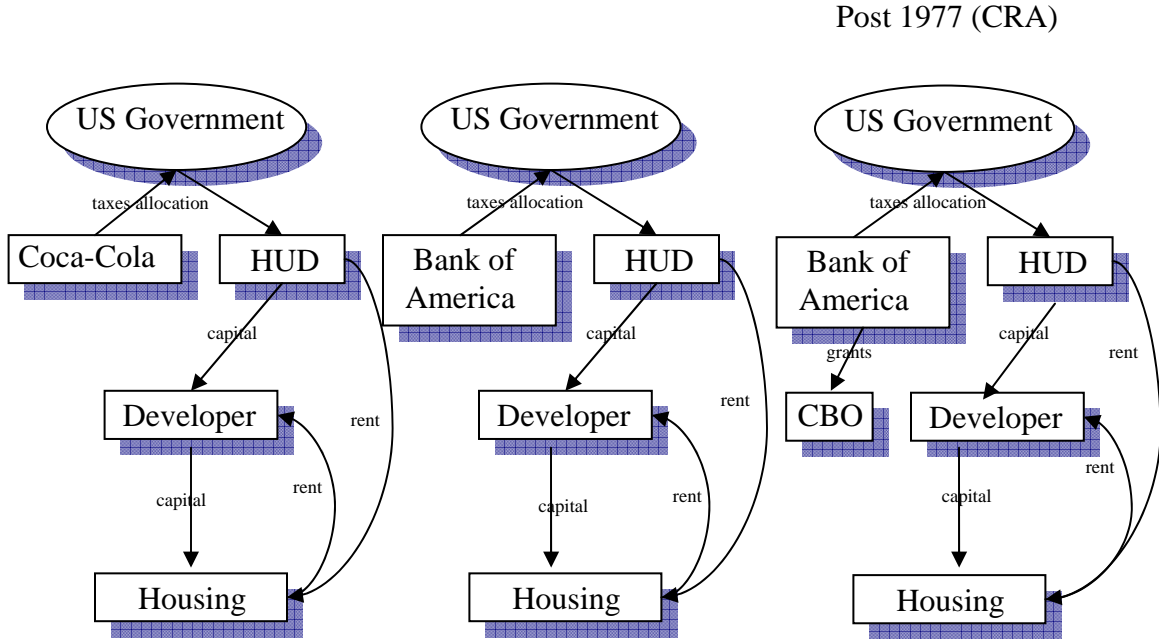 Post 1977 (CRA)
US Government
taxes allocation
Coca-Cola
HUD
capital
rent
Developer
capital
rent
Housing
US Government
taxes allocation
Bank of
America
HUD
capital
rent
Developer
capital
rent
Housing
US Government
taxes allocation
Bank of
America
HUD
grants
capital
rent
CBO
Developer
capital
rent
Housing